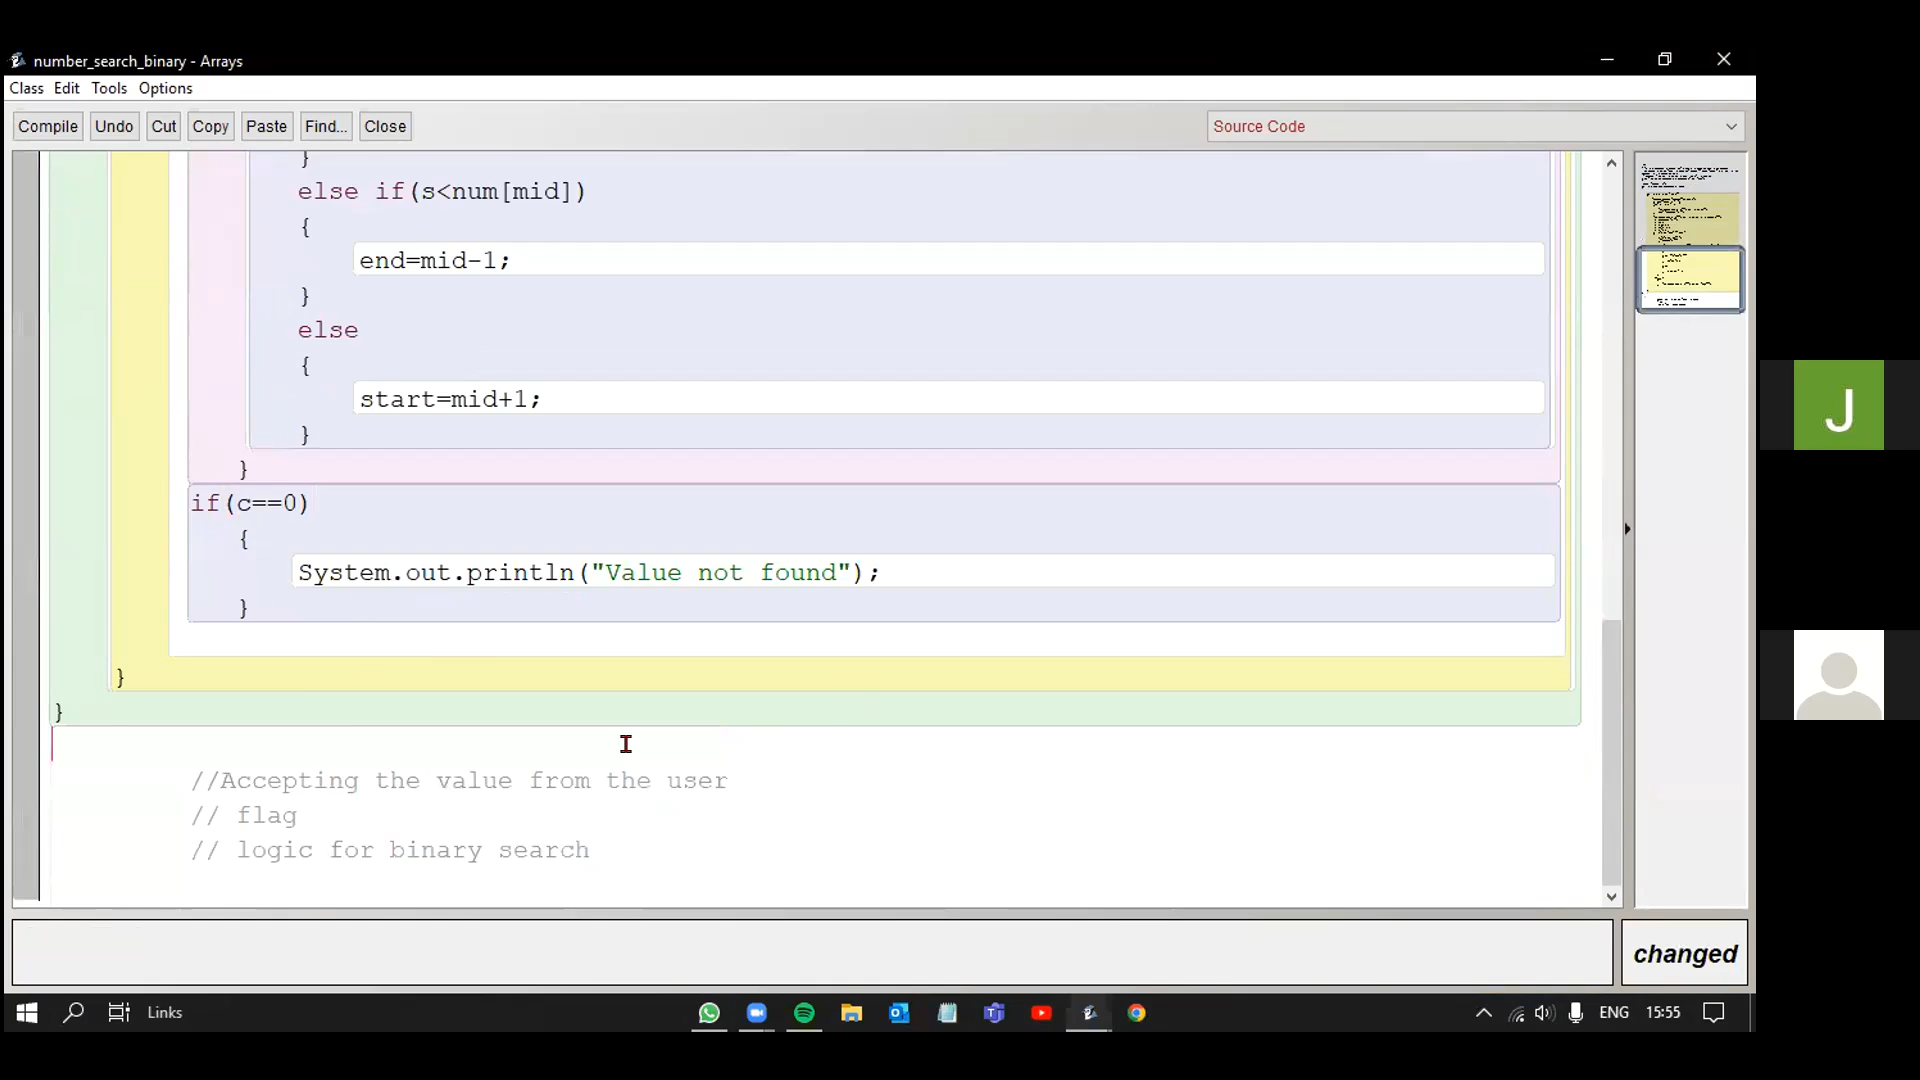 number_search_binary - Arrays
Class Edit Tools Options
Compile Undo Cut Copy Paste Find... Close Source Code
}
else if(s<num[mid])
{
end=mid-1;
}
else
{
start=mid+1;
}
}
if(c==0)
{
System.out.println("Value not found");
}
}
}
//Accepting the value from the user
// flag
// logic for binary search
changed
J
Links
ENG 15:55